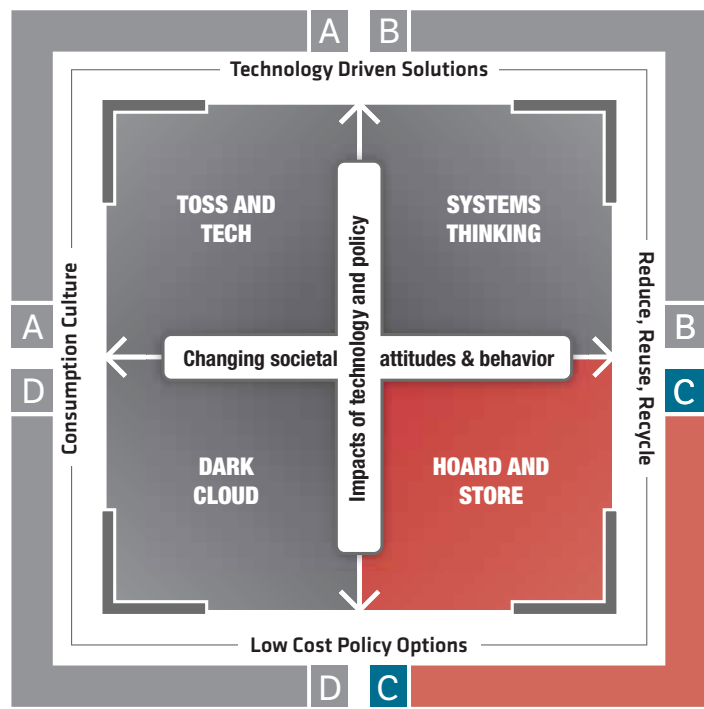 A B
Technology Driven Solutions
TOSS AND
TECH
SYSTEMS
THINKING
Impacts of technology and policy
Consumption Culture
Reduce, Reuse, Recycle
A B
Changing societal attitudes & behavior
D C
DARK
CLOUD
HOARD AND
STORE
Low Cost Policy Options
D C